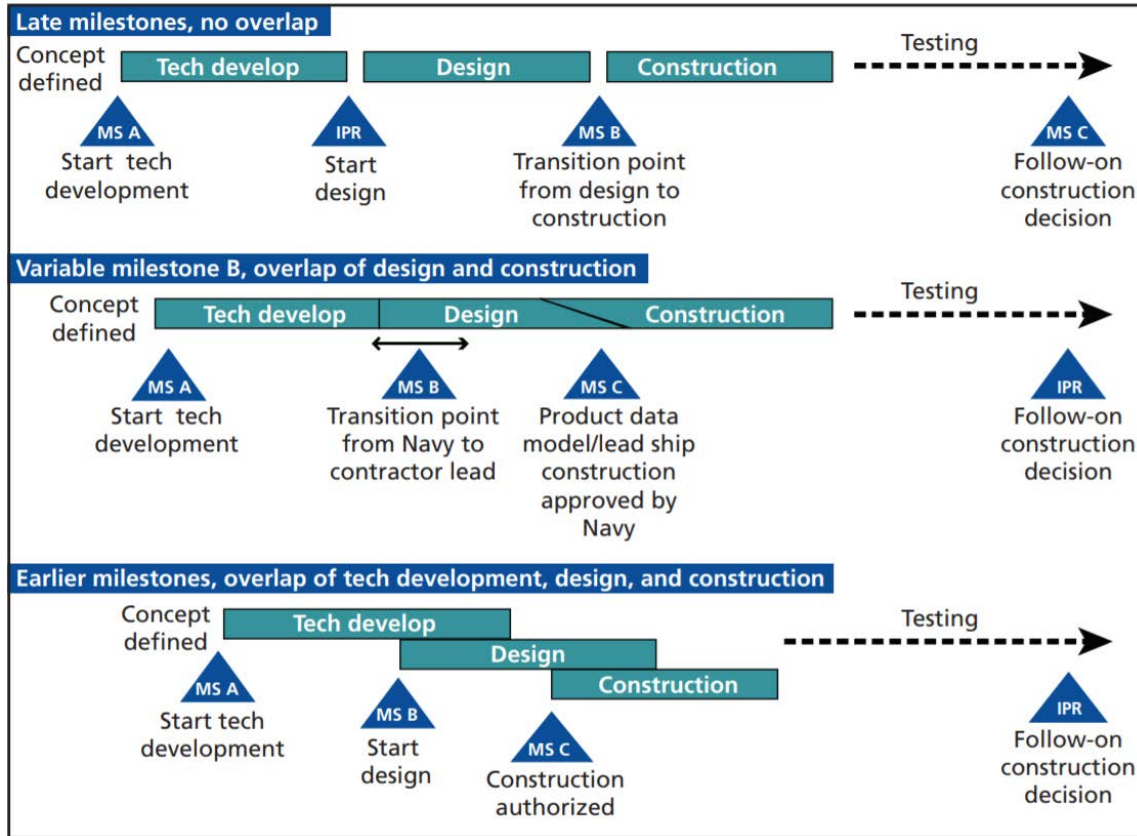 Late milestones, no overlap
Testing
Concept
defined
Tech develop
Design
Construction
MS A
IPR
MS B
MS C
Start tech
development
Start
design
Transition point
from design to
construction
Follow-on
construction
decision
Variable milestone B, overlap of design and construction
Testing
Concept
defined
Tech develop
Design
Construction
MS A
MS B
MS C
IPR
Start tech
development
Transition point
from Navy to
contractor lead
Product data
model/lead ship
construction
approved by
Navy
Follow-on
construction
decision
Earlier milestones, overlap of tech development, design, and construction
Concept
defined
Tech develop
Testing
Design
Construction
MS A
Start tech
development
MS B
Start
design
MS C
Construction
authorized
IPR
Follow-on
construction
decision